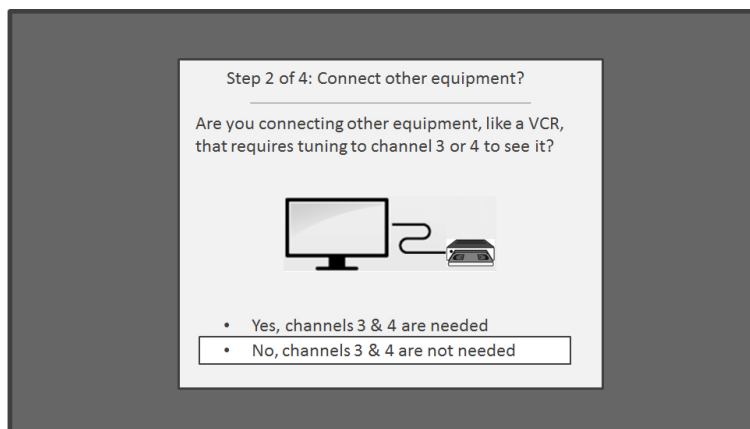 Step 2 of 4: Connect other equipment?
Are you connecting other equipment, like a VCR,
that requires tuning to channel 3 or 4 to see it?
• Yes, channels 3 & 4 are needed
• No, channels 3 & 4 are not needed